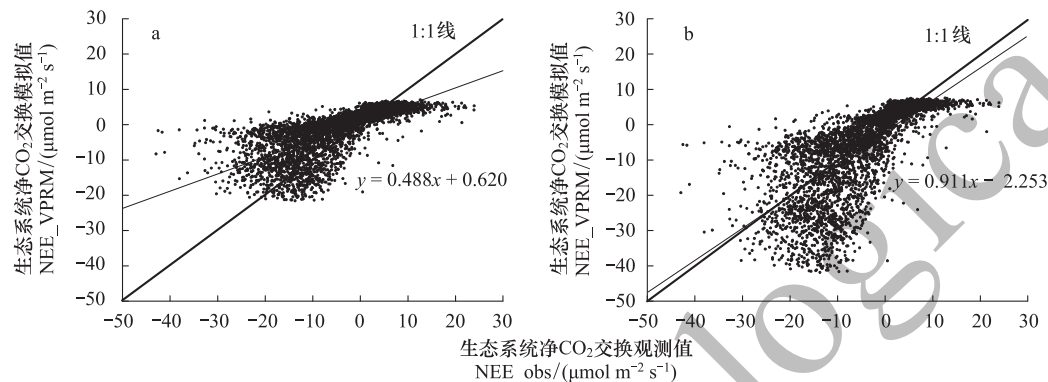 30
20
10
0
−10
−20
−30
−40
−50
生态系统净CO₂交换模拟值
NEE_VPRM/(μmol m⁻² s⁻¹)
a
1:1线
y = 0.488x + 0.620
−50 −40 −30 −20 −10 0 10 20 30
30
20
10
0
−10
−20
−30
−40
−50
生态系统净CO₂交换模拟值
NEE_VPRM/(μmol m⁻² s⁻¹)
b
1:1线
y = 0.911x − 2.253
−50 −40 −30 −20 −10 0 10 20 30
生态系统净CO₂交换观测值
NEE obs/(μmol m⁻² s⁻¹)
logica